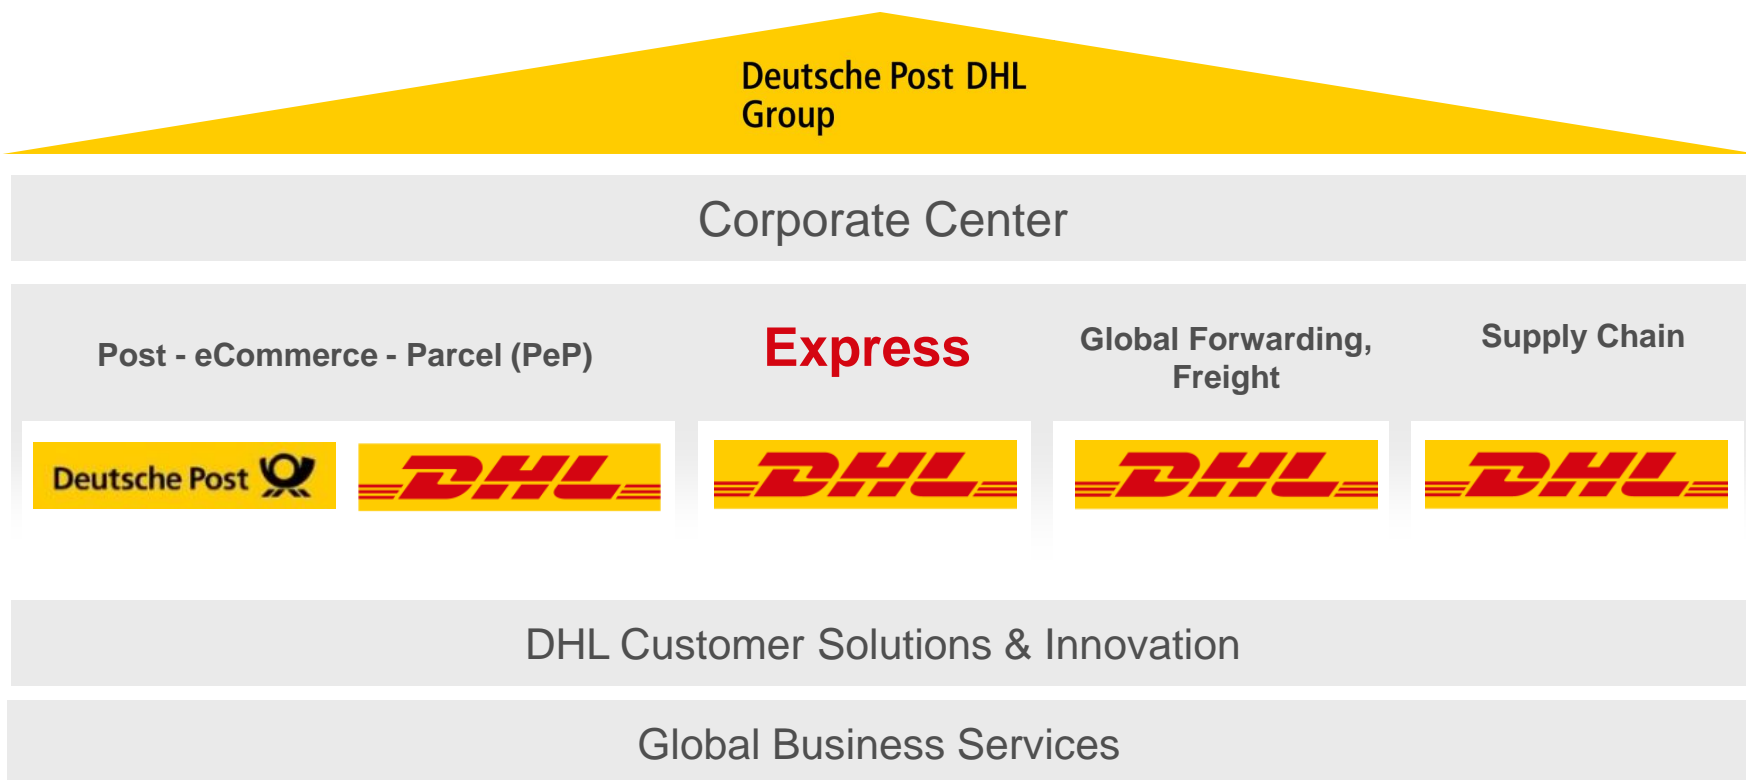 Deutsche Post DHL
Group
Corporate Center
Post - eCommerce - Parcel (PeP)
Express
Global Forwarding,
Freight
Supply Chain
Deutsche Post
DHL
DHL
DHL
DHL
DHL Customer Solutions & Innovation
Global Business Services